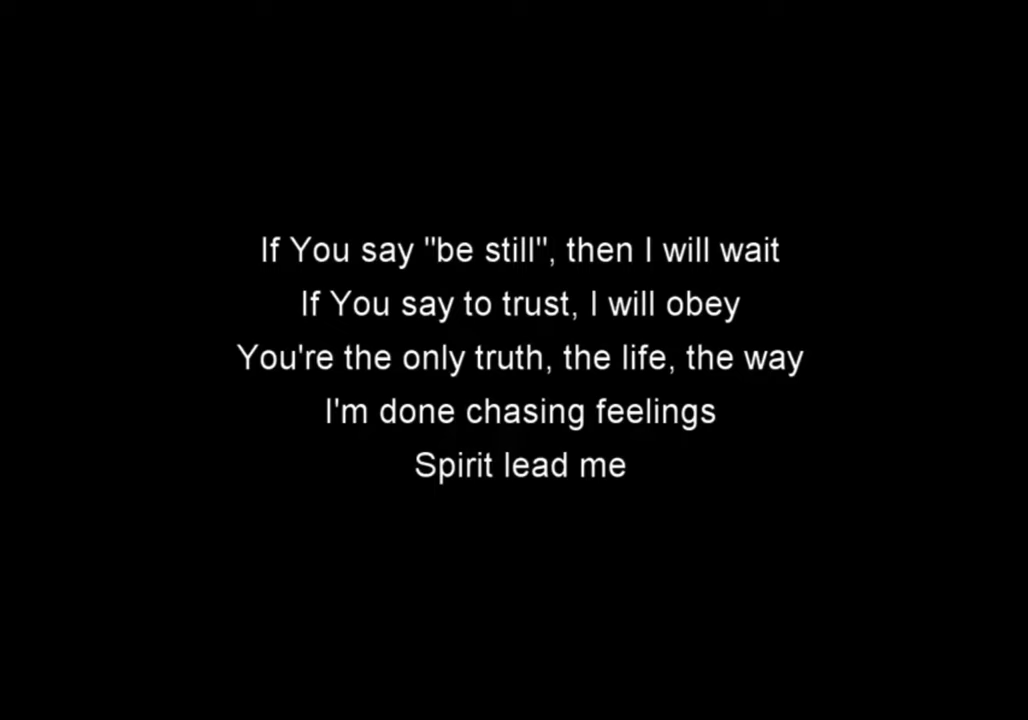 If You say "be still", then I will wait
If You say to trust, I will obey
You're the only truth, the life, the way
I'm done chasing feelings
Spirit lead me